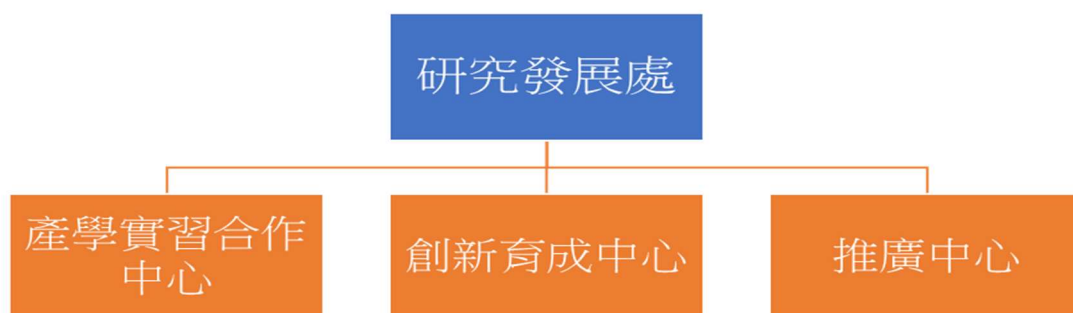 研究發展處
產學實習合作
中心
創新育成中心
推廣中心